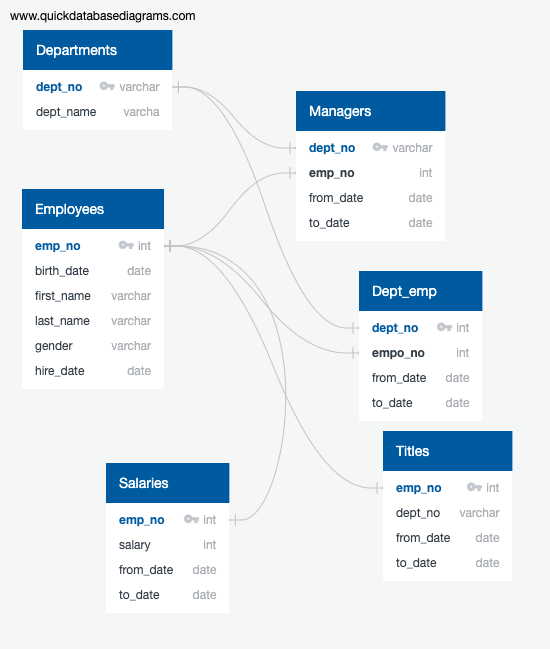 www.quickdatabasediagrams.com
Departments
dept_no varchar
dept_name varcha
Managers
dept_no varchar
emp_no int
from_date date
to_date date
Employees
emp_no int
birth_date date
first_name varchar
last_name varchar
gender varchar
hire_date date
Dept_emp
dept_no int
empo_no int
from_date date
to_date date
Titles
emp_no int
dept_no varchar
from_date date
to_date date
Salaries
emp_no int
salary int
from_date date
to_date date